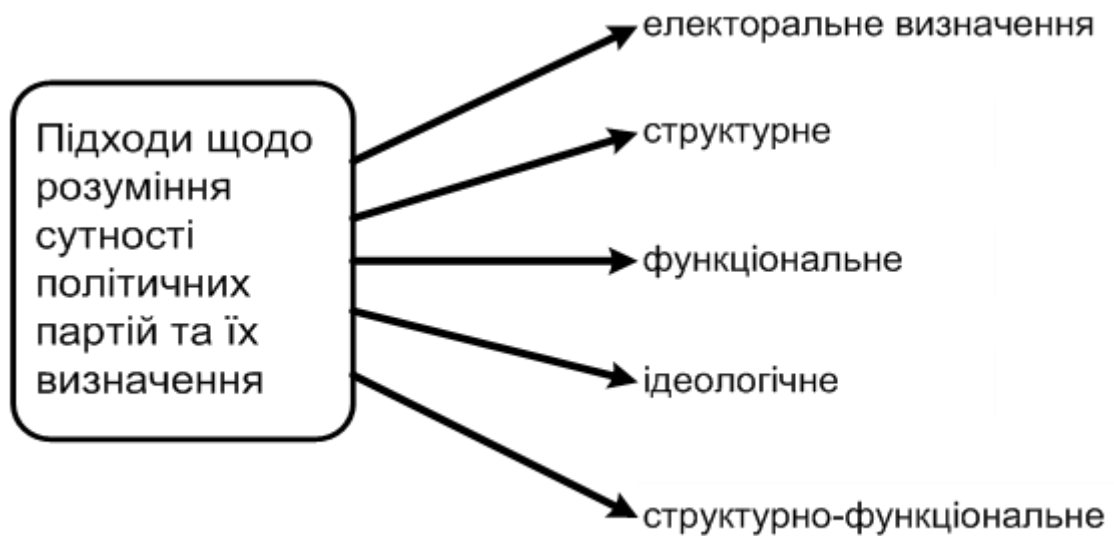 Підходи щодо
розуміння
сутності
політичних
партій та їх
визначення
електоральне визначення
структурне
функціональне
ідеологічне
структурно-функціональне